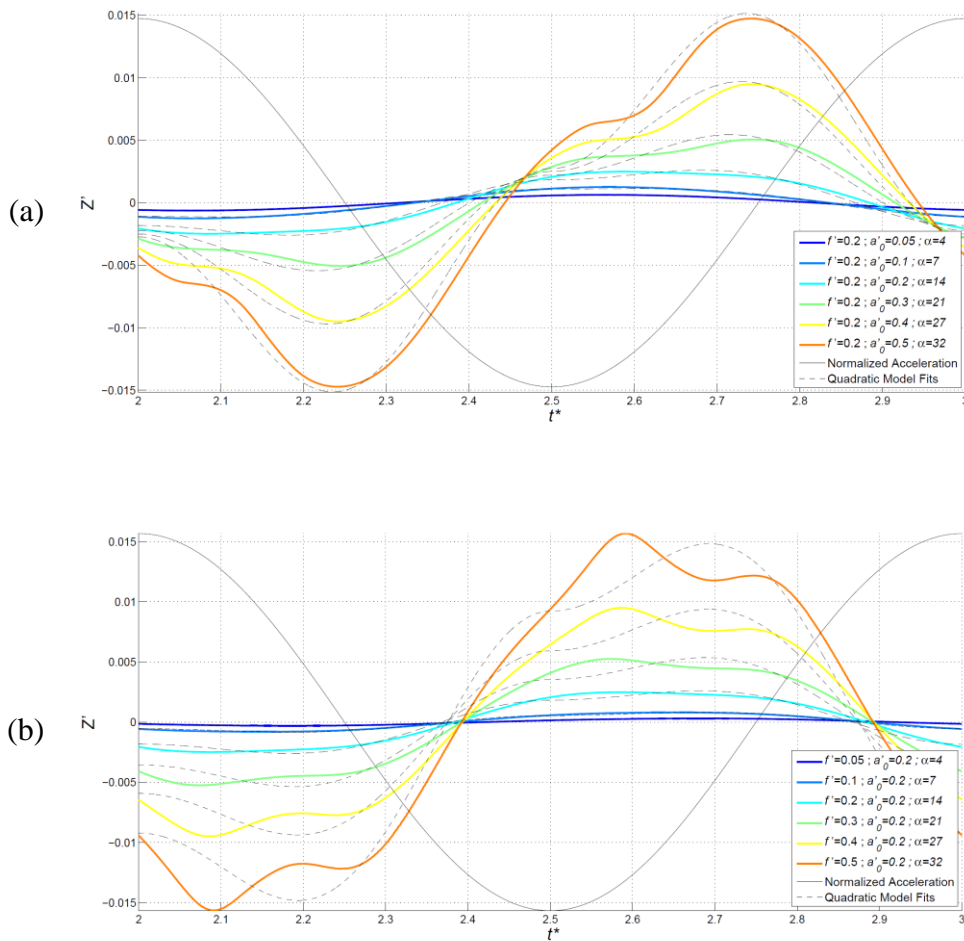 (a)
Z'
0.015
0.01
0.005
0
−0.005
−0.01
−0.015
2 2.1 2.2 2.3 2.4 2.5 2.6 2.7 2.8 2.9 3
t*
f'=0.2 ; a'0=0.05 ; α=4
f'=0.2 ; a'0=0.1 ; α=7
f'=0.2 ; a'0=0.2 ; α=14
f'=0.2 ; a'0=0.3 ; α=21
f'=0.2 ; a'0=0.4 ; α=27
f'=0.2 ; a'0=0.5 ; α=32
Normalized Acceleration
Quadratic Model Fits
(b)
Z'
0.015
0.01
0.005
0
−0.005
−0.01
−0.015
2 2.1 2.2 2.3 2.4 2.5 2.6 2.7 2.8 2.9 3
t*
f'=0.05 ; a'0=0.2 ; α=4
f'=0.1 ; a'0=0.2 ; α=7
f'=0.2 ; a'0=0.2 ; α=14
f'=0.3 ; a'0=0.2 ; α=21
f'=0.4 ; a'0=0.2 ; α=27
f'=0.5 ; a'0=0.2 ; α=32
Normalized Acceleration
Quadratic Model Fits